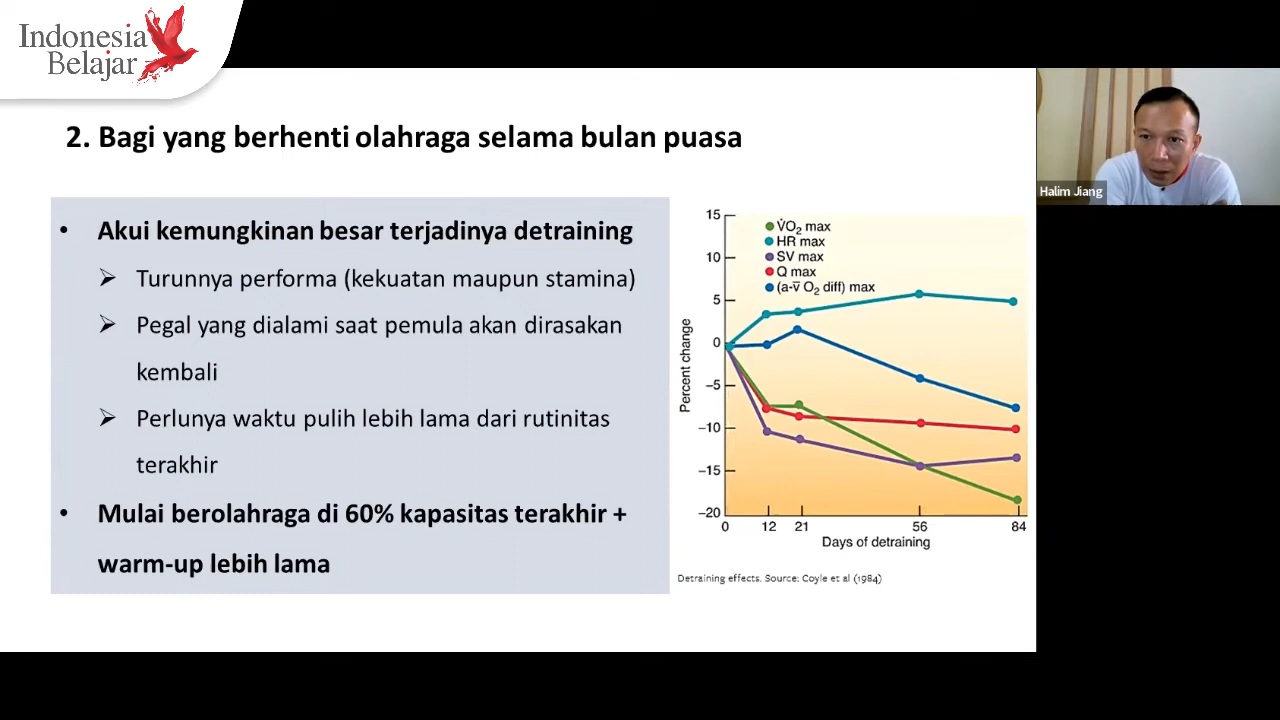 Indonesia
Belajar
2. Bagi yang berhenti olahraga selama bulan puasa
• Akui kemungkinan besar terjadinya detraining
➢ Turunnya performa (kekuatan maupun stamina)
➢ Pegal yang dialami saat pemula akan dirasakan
kembali
➢ Perlunya waktu pulih lebih lama dari rutinitas
terakhir
• Mulai berolahraga di 60% kapasitas terakhir +
warm-up lebih lama
Percent change
15
10
5
0
−5
−10
−15
−20
V̇O₂ max
HR max
SV max
Q max
(a-v̅ O₂ diff) max
0 12 21 56 84
Days of detraining
Detraining effects. Source: Coyle et al (1984)
Halim Jiang